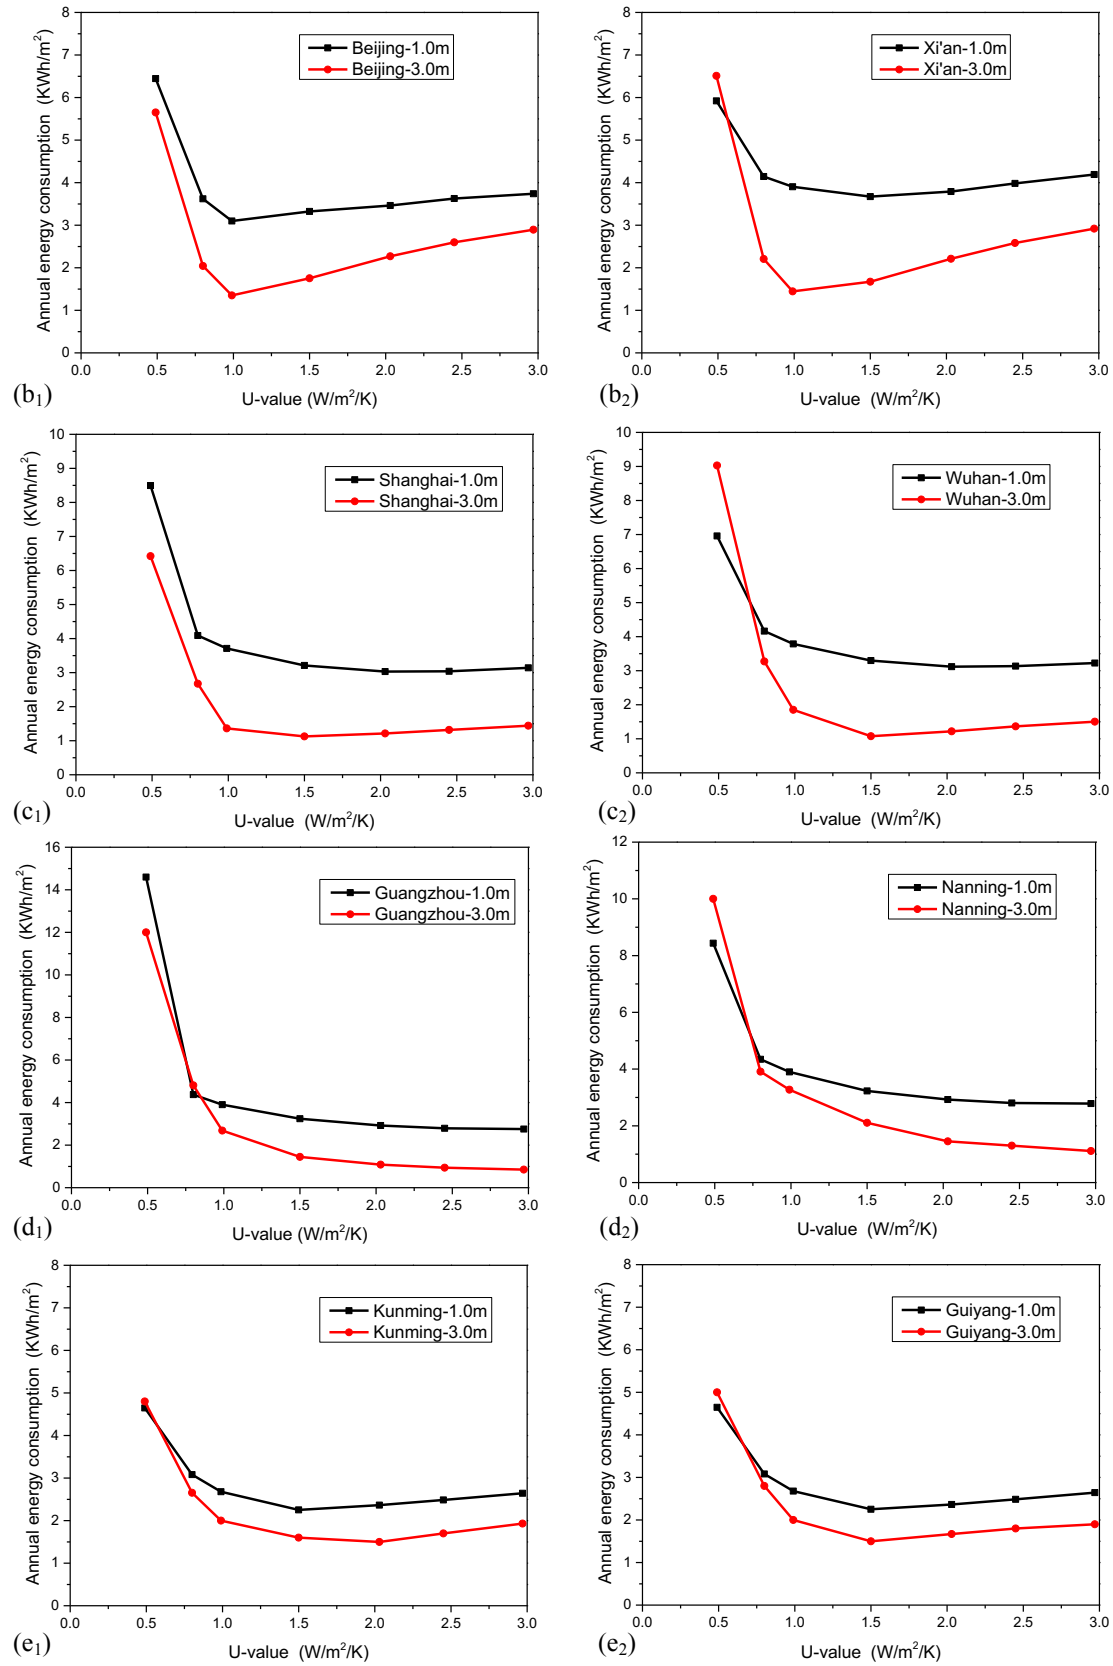 Annual energy consumption (KWh/m²)
8
7
6
5
4
3
2
1
0
Beijing-1.0m
Beijing-3.0m
0.0 0.5 1.0 1.5 2.0 2.5 3.0
U-value (W/m²/K)
(b₁)
Annual energy consumption (KWh/m²)
8
7
6
5
4
3
2
1
0
Xi'an-1.0m
Xi'an-3.0m
0.0 0.5 1.0 1.5 2.0 2.5 3.0
U-value (W/m²/K)
(b₂)
Annual energy consumption (KWh/m²)
10
9
8
7
6
5
4
3
2
1
0
Shanghai-1.0m
Shanghai-3.0m
0.0 0.5 1.0 1.5 2.0 2.5 3.0
U-value (W/m²/K)
(c₁)
Annual energy consumption (KWh/m²)
10
9
8
7
6
5
4
3
2
1
0
Wuhan-1.0m
Wuhan-3.0m
0.0 0.5 1.0 1.5 2.0 2.5 3.0
U-value (W/m²/K)
(c₂)
Annual energy consumption (KWh/m²)
16
14
12
10
8
6
4
2
0
Guangzhou-1.0m
Guangzhou-3.0m
0.0 0.5 1.0 1.5 2.0 2.5 3.0
U-value (W/m²/K)
(d₁)
Annual energy consumption (KWh/m²)
12
10
8
6
4
2
0
Nanning-1.0m
Nanning-3.0m
0.0 0.5 1.0 1.5 2.0 2.5 3.0
U-value (W/m²/K)
(d₂)
Annual energy consumption (KWh/m²)
8
7
6
5
4
3
2
1
0
Kunming-1.0m
Kunming-3.0m
0.0 0.5 1.0 1.5 2.0 2.5 3.0
U-value (W/m²/K)
(e₁)
Annual energy consumption (KWh/m²)
8
7
6
5
4
3
2
1
0
Guiyang-1.0m
Guiyang-3.0m
0.0 0.5 1.0 1.5 2.0 2.5 3.0
U-value (W/m²/K)
(e₂)